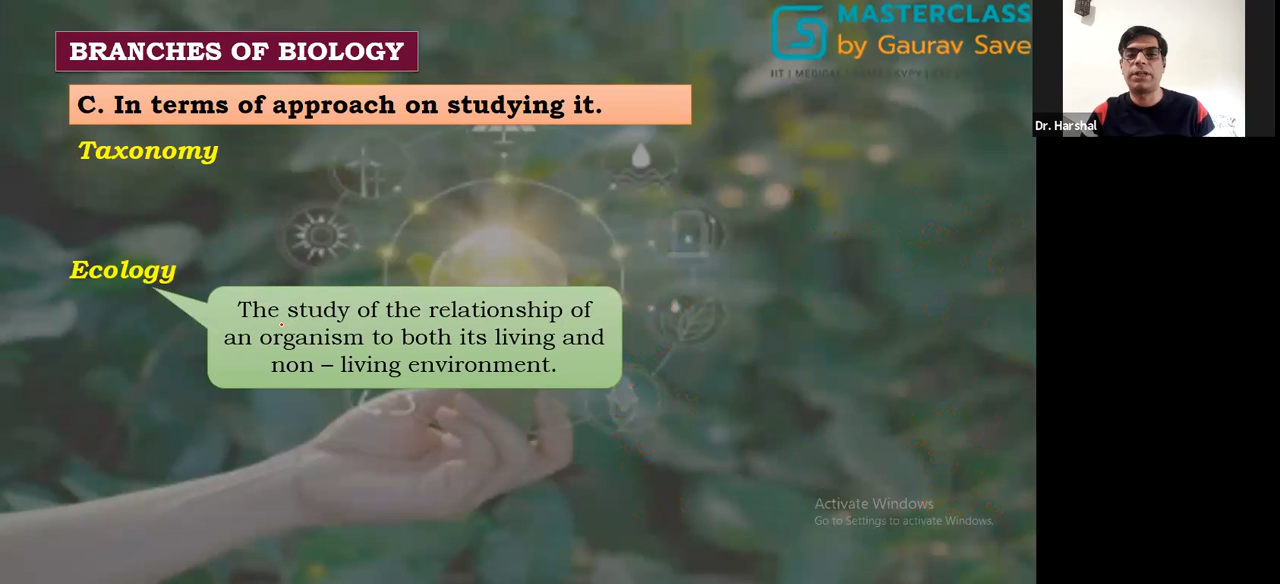 BRANCHES OF BIOLOGY
MASTERCLASS
by Gaurav Save
C. In terms of approach on studying it.
Taxonomy
Dr. Harshal
Ecology
The study of the relationship of
an organism to both its living and
non – living environment.
Activate Windows
Go to Settings to activate Windows.